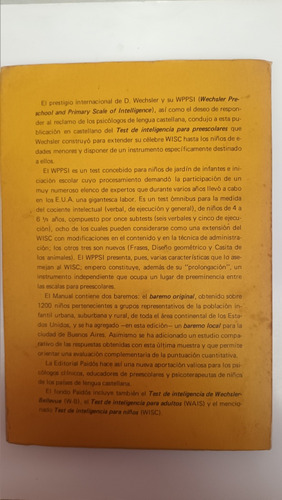 El prestigio internacional de D. Wechsler y su WPPSI (Wechsler Pre-
school and Primary Scale of Intelligence), así como el deseo de respon-
der al reclamo de los psicólogos de lengua castellana, condujo a esta pu-
blicación en castellano del Test de inteligencia para preescolares que
Wechsler construyó para extender su célebre WISC hasta los niños de
edades menores y disponer de un instrumento específicamente destinado
a ellos.
El WPPSI es un test concebido para niños de jardín de infantes e ini-
ciación escolar cuyo procesamiento demandó la participación de un
muy numeroso elenco de expertos que durante varios años llevó a cabo
en los E.U.A. una gigantesca labor. Es un test ómnibus para la medida
del cociente intelectual (verbal, de ejecución y general), de niños de 4 a
6 ½ años, compuesto por once subtests (seis verbales y cinco de ejecu-
ción), ocho de los cuales pueden considerarse como una extensión del
WISC con modificaciones en el contenido y en la técnica de administra-
ción; los otros tres son nuevos (Frases, Diseño geométrico y Casita de
los animales). El WPPSI presenta, pues, varias características que lo ase-
mejan al WISC, empero constituye, además de su "prolongación", un
instrumento independiente que ocupa un lugar de preeminencia entre
las escalas para preescolares.
El Manual contiene dos baremos: el baremo original, obtenido sobre
1200 niños pertenecientes a grupos representativos de la población in-
fantil urbana, suburbana y rural, de toda el área continental de los Esta-
dos Unidos, y se ha agregado —en esta edición— un baremo local para la
ciudad de Buenos Aires. Asimismo se ha adicionado un estudio compa-
rativo de las respuestas obtenidas con esta última muestra y que permite
orientar una evaluación complementaria de la puntuación cuantitativa.
La Editorial Paidós hace así una nueva aportación valiosa para los psi-
cólogos clínicos, educadores de preescolares y psicoterapeutas de niños
de los países de lengua castellana.
El fondo Paidós incluye también el Test de inteligencia de Wechsler-
Bellevue (W-B), el Test de inteligencia para adultos (WAIS) y el mencio-
nado Test de inteligencia para niños (WISC).